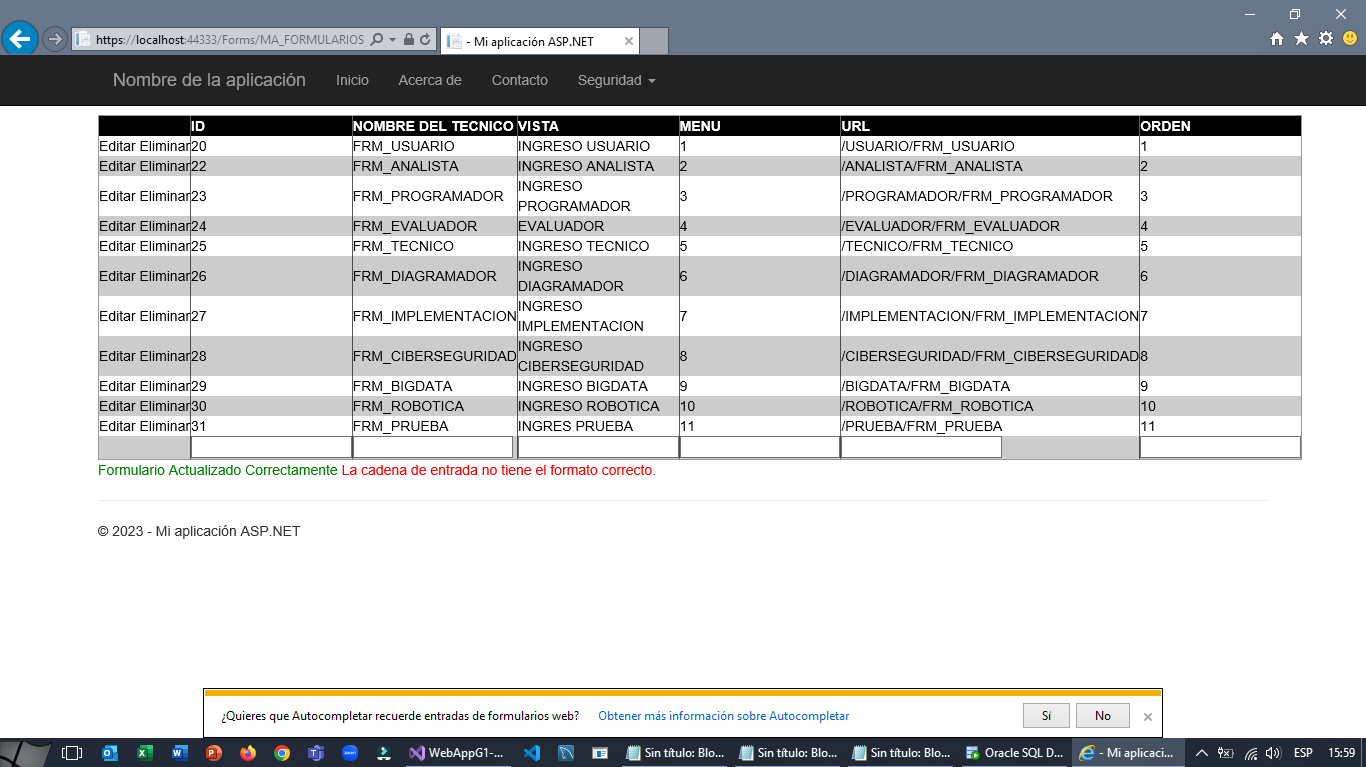 https://localhost:44333/Forms/MA_FORMULARIOS
- Mi aplicación ASP.NET
Nombre de la aplicación Inicio Acerca de Contacto Seguridad
ID NOMBRE DEL TECNICO VISTA MENU URL ORDEN
Editar Eliminar 20 FRM_USUARIO INGRESO USUARIO 1 /USUARIO/FRM_USUARIO 1
Editar Eliminar 22 FRM_ANALISTA INGRESO ANALISTA 2 /ANALISTA/FRM_ANALISTA 2
Editar Eliminar 23 FRM_PROGRAMADOR INGRESO PROGRAMADOR 3 /PROGRAMADOR/FRM_PROGRAMADOR 3
Editar Eliminar 24 FRM_EVALUADOR EVALUADOR 4 /EVALUADOR/FRM_EVALUADOR 4
Editar Eliminar 25 FRM_TECNICO INGRESO TECNICO 5 /TECNICO/FRM_TECNICO 5
Editar Eliminar 26 FRM_DIAGRAMADOR INGRESO DIAGRAMADOR 6 /DIAGRAMADOR/FRM_DIAGRAMADOR 6
Editar Eliminar 27 FRM_IMPLEMENTACION INGRESO IMPLEMENTACION 7 /IMPLEMENTACION/FRM_IMPLEMENTACION 7
Editar Eliminar 28 FRM_CIBERSEGURIDAD INGRESO CIBERSEGURIDAD 8 /CIBERSEGURIDAD/FRM_CIBERSEGURIDAD 8
Editar Eliminar 29 FRM_BIGDATA INGRESO BIGDATA 9 /BIGDATA/FRM_BIGDATA 9
Editar Eliminar 30 FRM_ROBOTICA INGRESO ROBOTICA 10 /ROBOTICA/FRM_ROBOTICA 10
Editar Eliminar 31 FRM_PRUEBA INGRES PRUEBA 11 /PRUEBA/FRM_PRUEBA 11
Formulario Actualizado Correctamente La cadena de entrada no tiene el formato correcto.
© 2023 - Mi aplicación ASP.NET
¿Quieres que Autocompletar recuerde entradas de formularios web? Obtener más información sobre Autocompletar Sí No
WebAppG1-... Sin título: Blo... Sin título: Blo... Sin título: Blo... Oracle SQL D... - Mi aplicaci... ESP 15:59